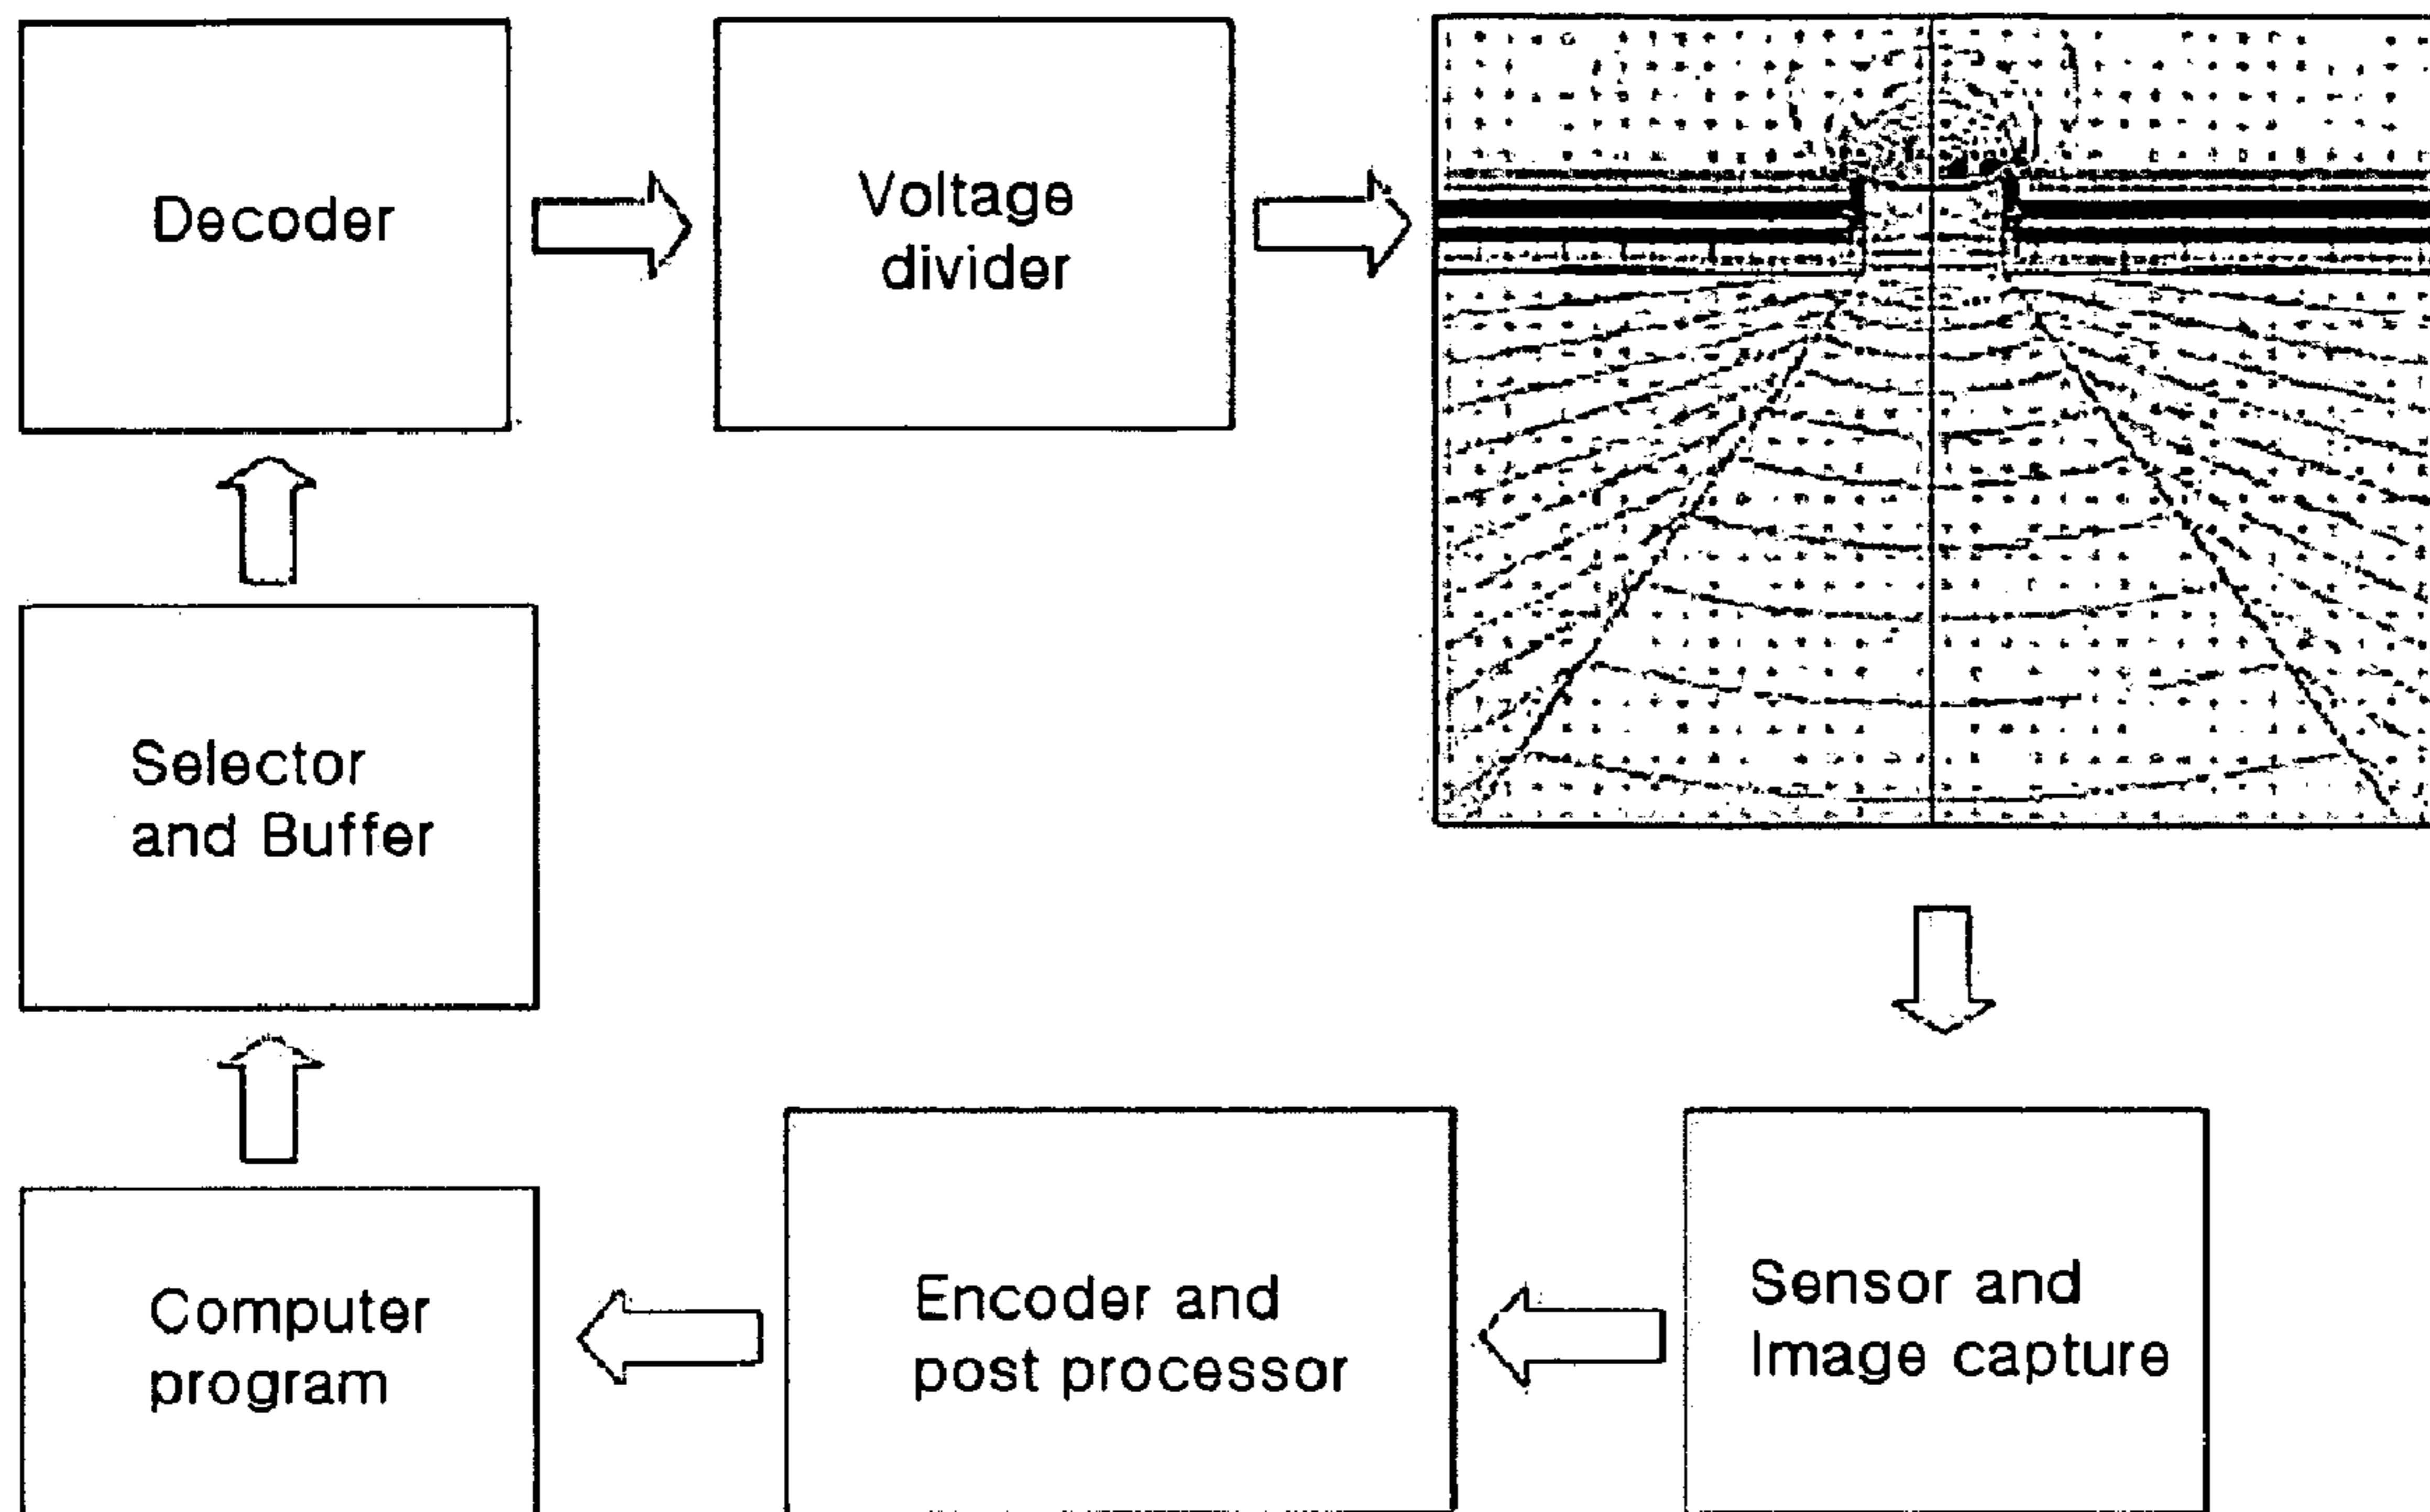 Decoder
Voltage
divider
Selector
and Buffer
Computer
program
Encoder and
post processor
Sensor and
Image capture